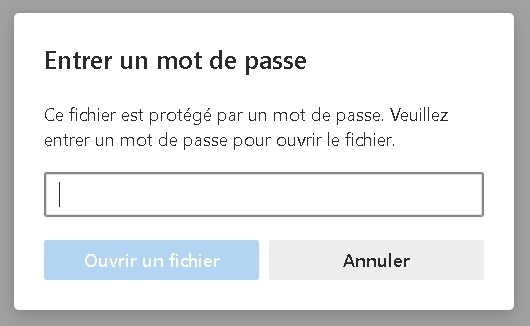 Entrer un mot de passe
Ce fichier est protégé par un mot de passe. Veuillez
entrer un mot de passe pour ouvrir le fichier.
Ouvrir un fichier
Annuler